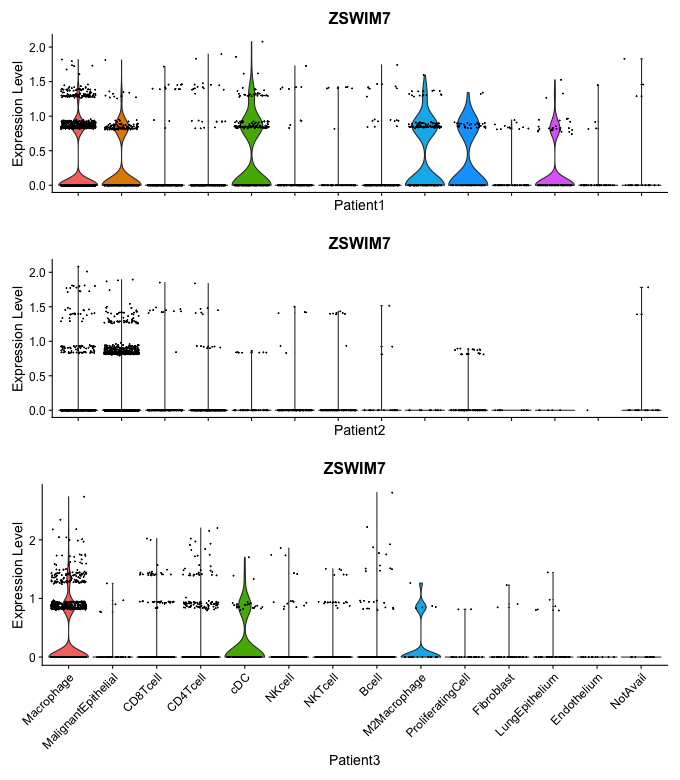 ZSWIM7
Expression Level
2.0
1.5
1.0
0.5
0.0
Patient1
ZSWIM7
Expression Level
2.0
1.5
1.0
0.5
0.0
Patient2
ZSWIM7
Expression Level
2
1
0
Macrophage
MalignantEpithelial
CD8Tcell
CD4Tcell
cDC
NKcell
NKTcell
Bcell
M2Macrophage
ProliferatingCell
Fibroblast
LungEpithelium
Endothelium
NotAvail
Patient3